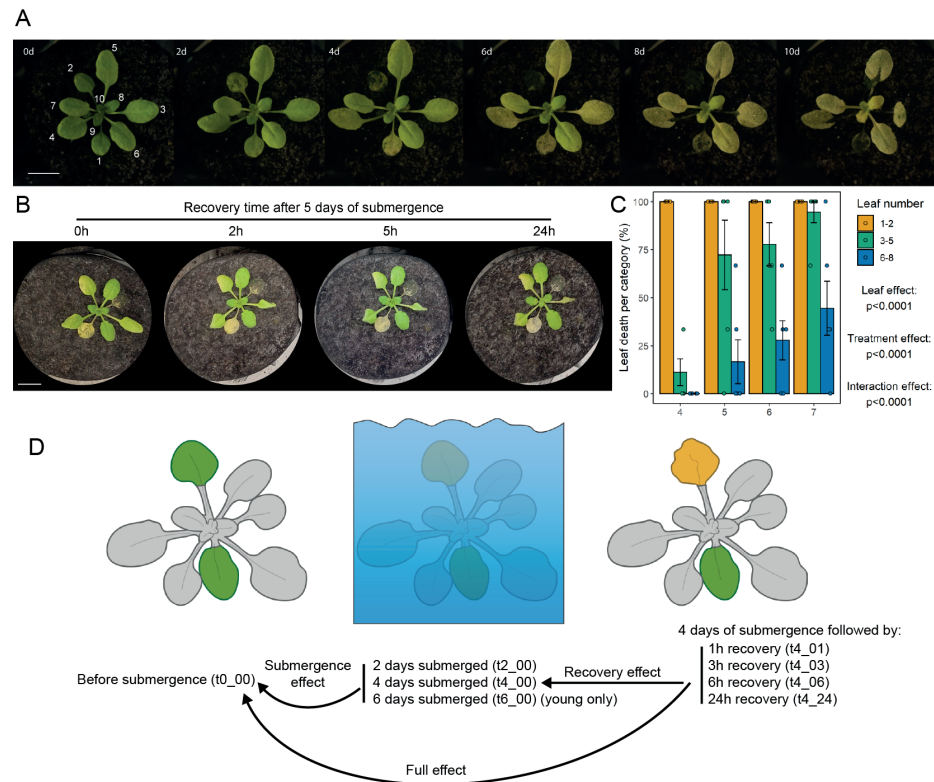 A
0d
2d
4d
6d
8d
10d
5
2
10
8
7
3
4
9
6
1
B
Recovery time after 5 days of submergence
0h
2h
5h
24h
C
Leaf death per category (%)
100
75
50
25
0
4
5
6
7
Leaf number
1-2
3-5
6-8
Leaf effect:
p<0.0001
Treatment effect:
p<0.0001
Interaction effect:
p<0.0001
D
Before submergence (t0_00)
Submergence
effect
2 days submerged (t2_00)
4 days submerged (t4_00)
6 days submerged (t6_00) (young only)
Recovery effect
4 days of submergence followed by:
1h recovery (t4_01)
3h recovery (t4_03)
6h recovery (t4_06)
24h recovery (t4_24)
Full effect